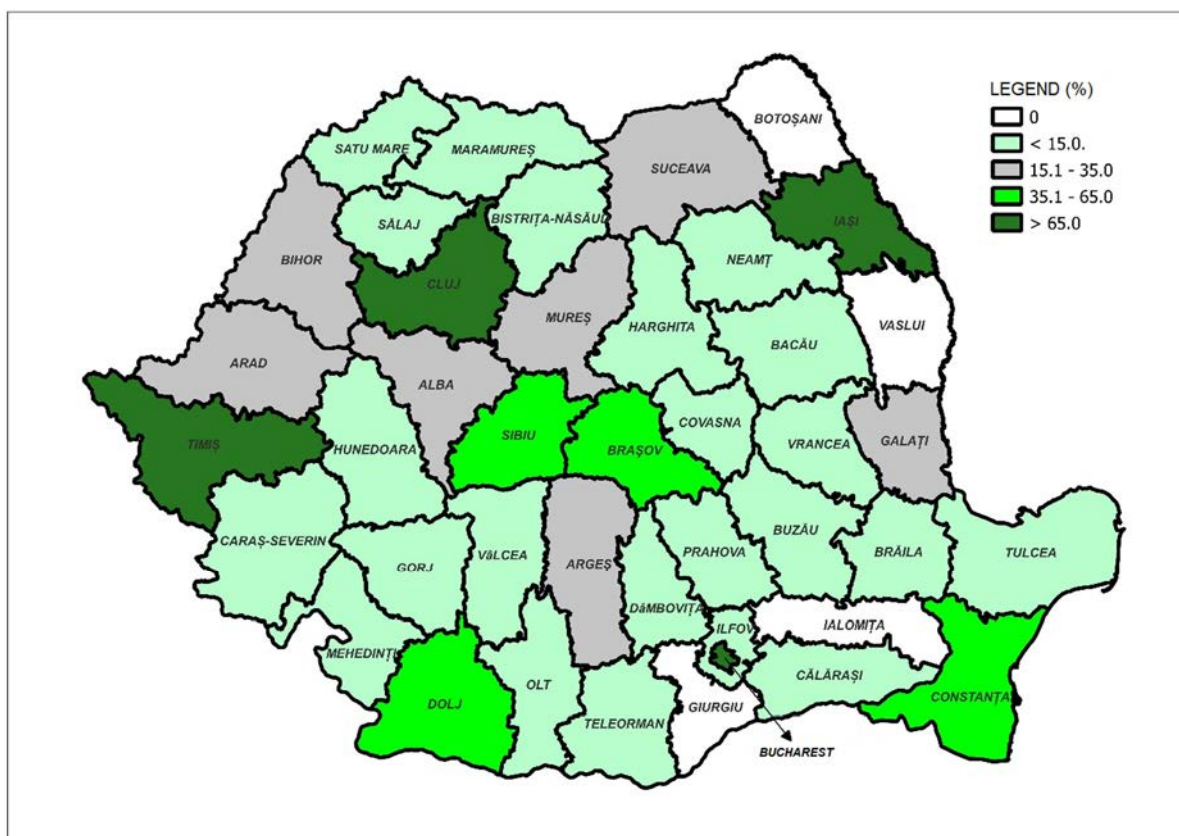 LEGEND (%)
0
< 15.0.
15.1 - 35.0
35.1 - 65.0
> 65.0
BOTOȘANI
SATU MARE
MARAMUREȘ
SUCEAVA
SĂLAJ
BISTRIȚA-NĂSĂUD
IAȘI
BIHOR
NEAMȚ
CLUJ
MUREȘ
HARGHITA
VASLUI
BACĂU
ARAD
ALBA
COVASNA
TIMIȘ
HUNEDOARA
SIBIU
BRAȘOV
VRANCEA
GALAȚI
CARAȘ-SEVERIN
GORJ
VâLCEA
ARGEȘ
PRAHOVA
BUZĂU
BRĂILA
TULCEA
DâMBOVIȚA
ILFOV
IALOMIȚA
MEHEDINȚI
CĂLĂRAȘI
OLT
DOLJ
TELEORMAN
GIURGIU
CONSTANȚA
BUCHAREST